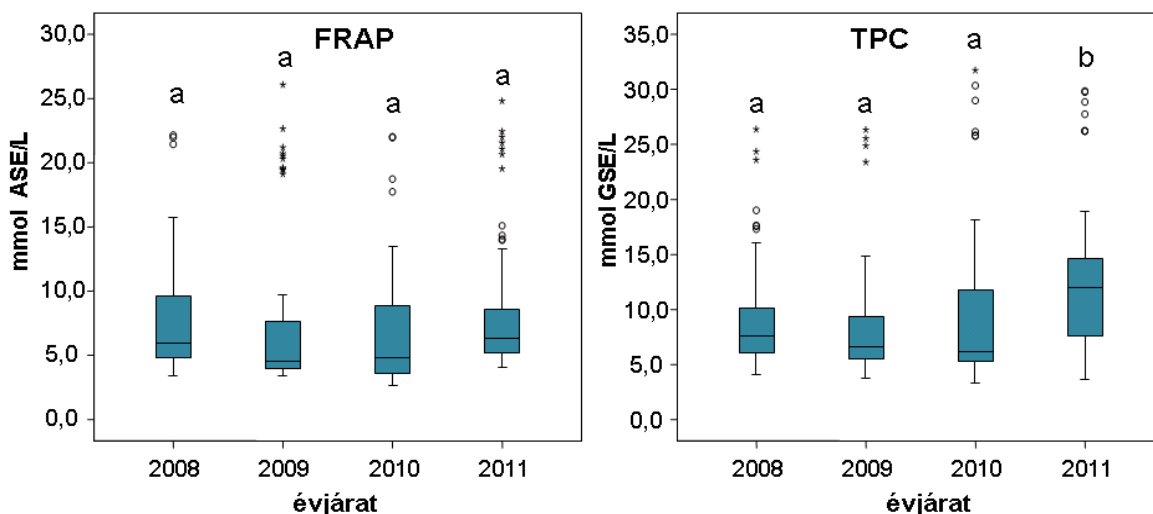 FRAP
30,0
25,0
20,0
15,0
10,0
5,0
0,0
mmol ASE/L
a
a
a
a
2008 2009 2010 2011
évjárat
TPC
35,0
30,0
25,0
20,0
15,0
10,0
5,0
0,0
mmol GSE/L
a
a
a
b
2008 2009 2010 2011
évjárat